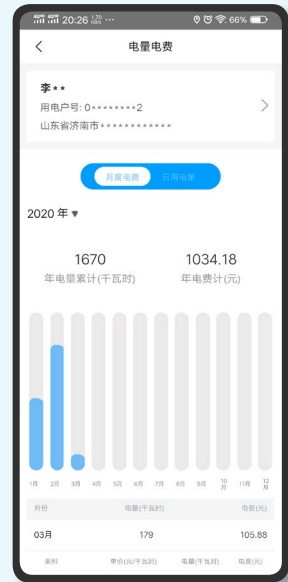 20:26 66%
电量电费
李**
用电户号: 0********2
山东省济南市************
月度电费 日用电量
2020 年 ▼
1670 1034.18
年电量累计(千瓦时) 年电费计(元)
1月 2月 3月 4月 5月 6月 7月 8月 9月 10月 11月 12月
月份 电量(千瓦时) 电费(元)
03月 179 105.88
类别 单价(元/千瓦时) 电量(千瓦时) 电费(元)